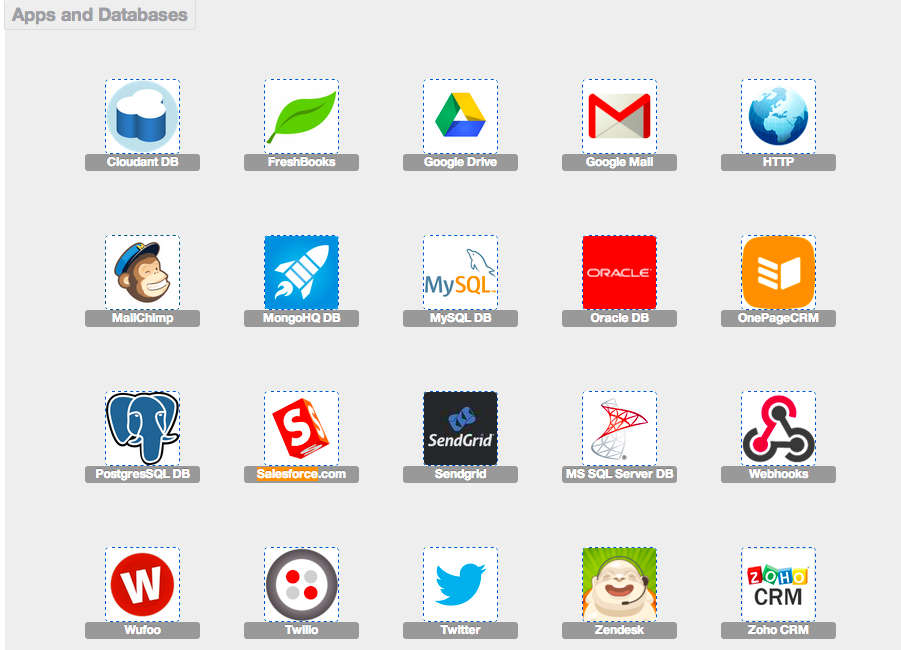 Apps and Databases
Cloudant DB
FreshBooks
Google Drive
Google Mail
HTTP
MySQL
ORACLE
MailChimp
MongoHQ DB
MySQL DB
Oracle DB
OnePageCRM
S
SendGrid
PostgresSQL DB
Salesforce.com
Sendgrid
MS SQL Server DB
Webhooks
W
ZOHO
CRM
Wufoo
Twilio
Twitter
Zendesk
Zoho CRM